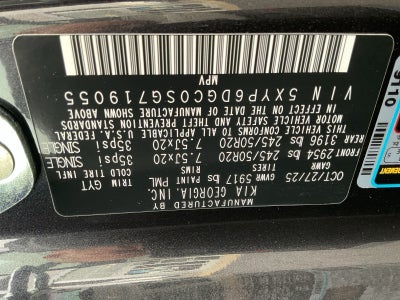 MANUFACTURED BY
KIA GEORGIA, INC.
OCT/27/25 GVWR 5917 lbs PAINT PM1 TRIM GYT
GAWR RIMS COLD TIRE INFL
FRONT 2954 lbs 245/50R20 7.5JX20 35psi SINGLE
REAR 3196 lbs 245/50R20 7.5JX20 35psi SINGLE
THIS VEHICLE CONFORMS TO ALL APPLICABLE U.S.A. FEDERAL
MOTOR VEHICLE SAFETY AND THEFT PREVENTION STANDARDS
IN EFFECT ON THE DATE OF MANUFACTURE SHOWN ABOVE.
VIN 5XYP6DGC0SG719055
MPV
9110